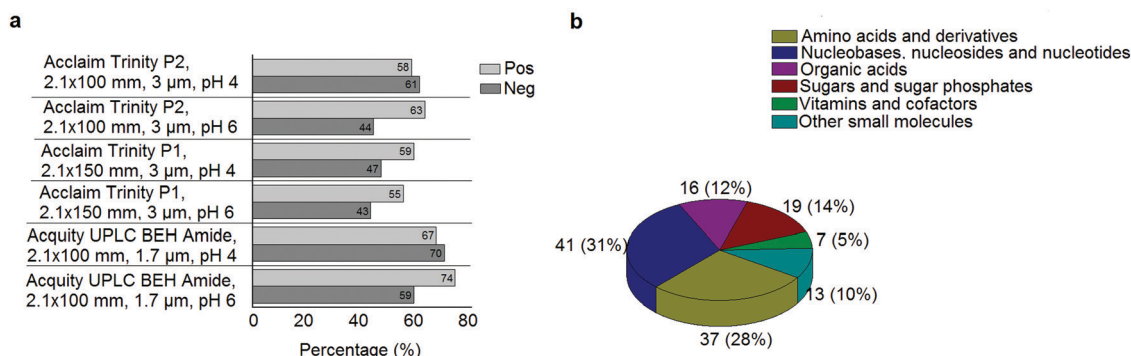 a
Acclaim Trinity P2,
2.1x100 mm, 3 µm, pH 4
58
61
Pos
Neg
Acclaim Trinity P2,
2.1x100 mm, 3 µm, pH 6
63
44
Acclaim Trinity P1,
2.1x150 mm, 3 µm, pH 4
59
47
Acclaim Trinity P1,
2.1x150 mm, 3 µm, pH 6
55
43
Acquity UPLC BEH Amide,
2.1x100 mm, 1.7 µm, pH 4
67
70
Acquity UPLC BEH Amide,
2.1x100 mm, 1.7 µm, pH 6
74
59
0 20 40 60 80
Percentage (%)
b
Amino acids and derivatives
Nucleobases, nucleosides and nucleotides
Organic acids
Sugars and sugar phosphates
Vitamins and cofactors
Other small molecules
16 (12%)
19 (14%)
41 (31%)
7 (5%)
13 (10%)
37 (28%)